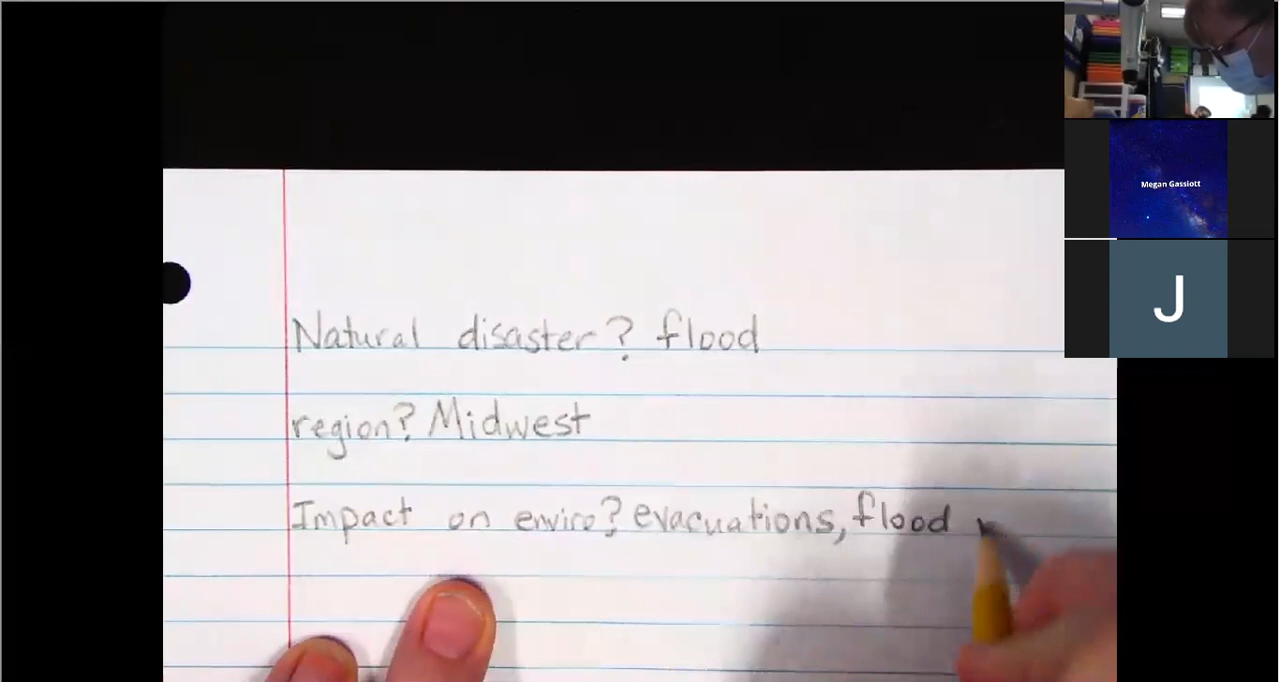 Megan Gassiott
J
Natural disaster? flood
region? Midwest
Impact on enviro? evacuations, flood